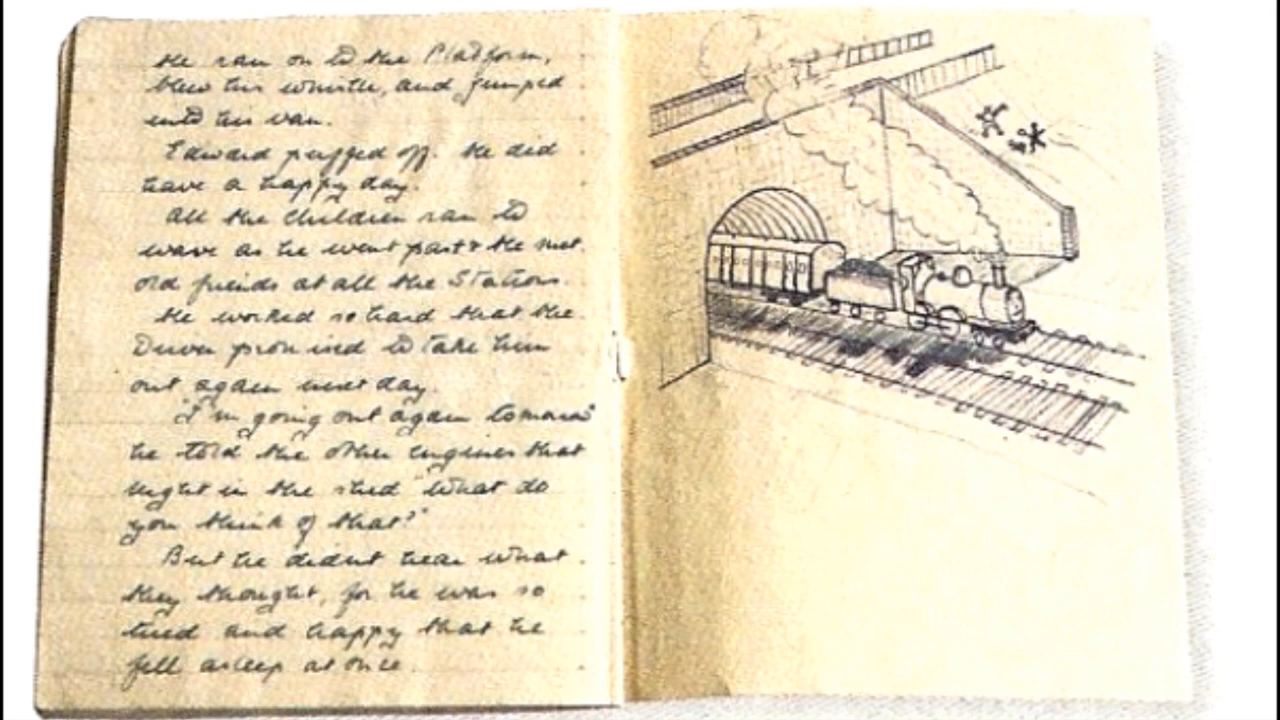 He ran on to the Platform,
blew his whistle, and jumped
into his van.
Edward puffed off. He did
have a happy day.
All the children ran to
wave as he went past & he met
old friends at all the Stations.
He worked so hard that the
Driver promised to take him
out again next day.
"I'm going out again tomorrow"
he told the other engines that
night in the shed "What do
you think of that?"
But he didnt hear what
they thought, for he was so
tired and happy that he
fell asleep at once.